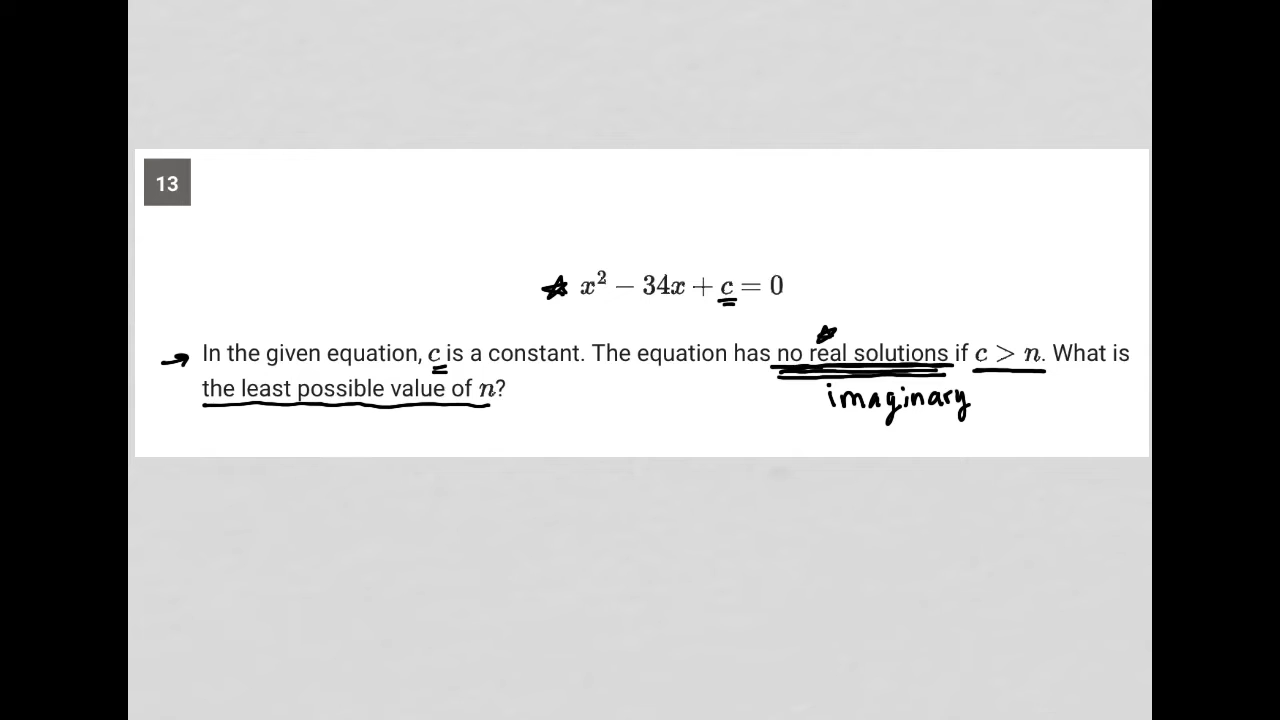 13
x² − 34x + c = 0
In the given equation, c is a constant. The equation has no real solutions if c > n. What is
the least possible value of n?
imaginary